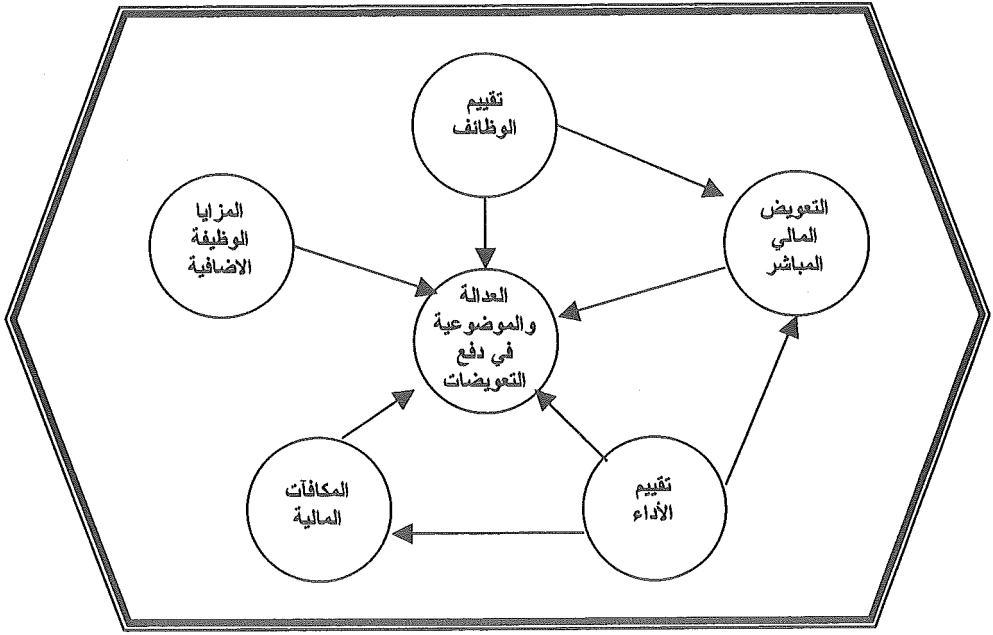 تقييم
الوظائف
التعويض
المالي
المباشر
المزايا
الوظيفة
الاضافية
العدالة
والموضوعية
في دفع
التعويضات
تقييم
الأداء
المكافآت
المالية